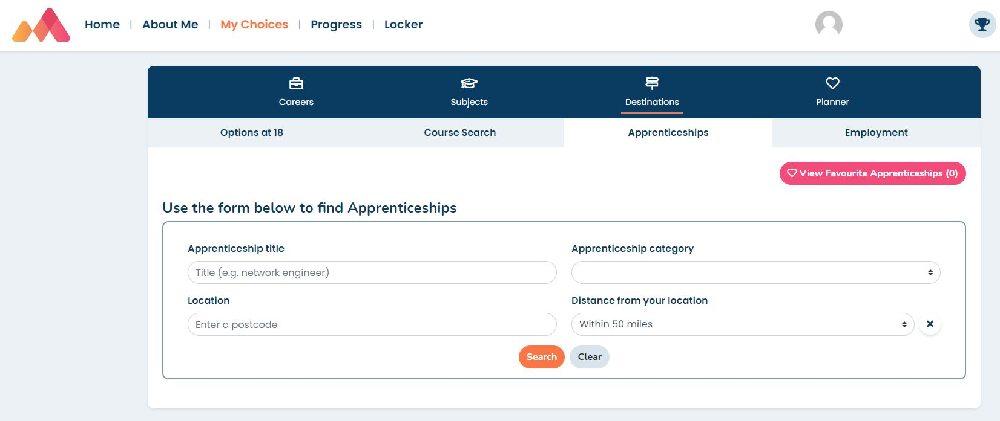 Home | About Me | My Choices | Progress | Locker
Careers Subjects Destinations Planner
Options at 18 Course Search Apprenticeships Employment
View Favourite Apprenticeships (0)
Use the form below to find Apprenticeships
Apprenticeship title Apprenticeship category
Title (e.g. network engineer)
Location Distance from your location
Enter a postcode Within 50 miles
Search Clear